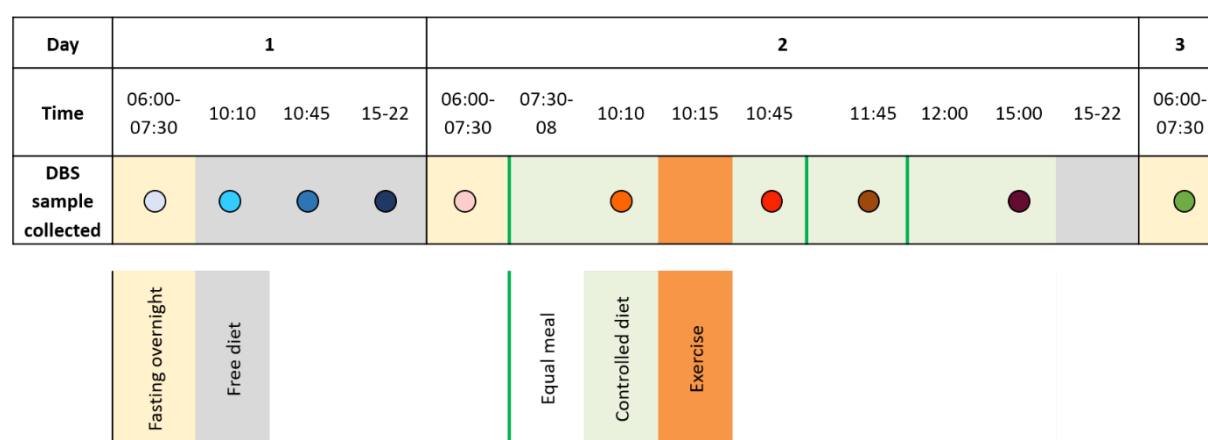 Day 1 2 3
Time 06:00-07:30 10:10 10:45 15-22 06:00-07:30 07:30-08 10:10 10:15 10:45 11:45 12:00 15:00 15-22 06:00-07:30
DBS
sample
collected
Fasting overnight
Free diet
Equal meal
Controlled diet
Exercise